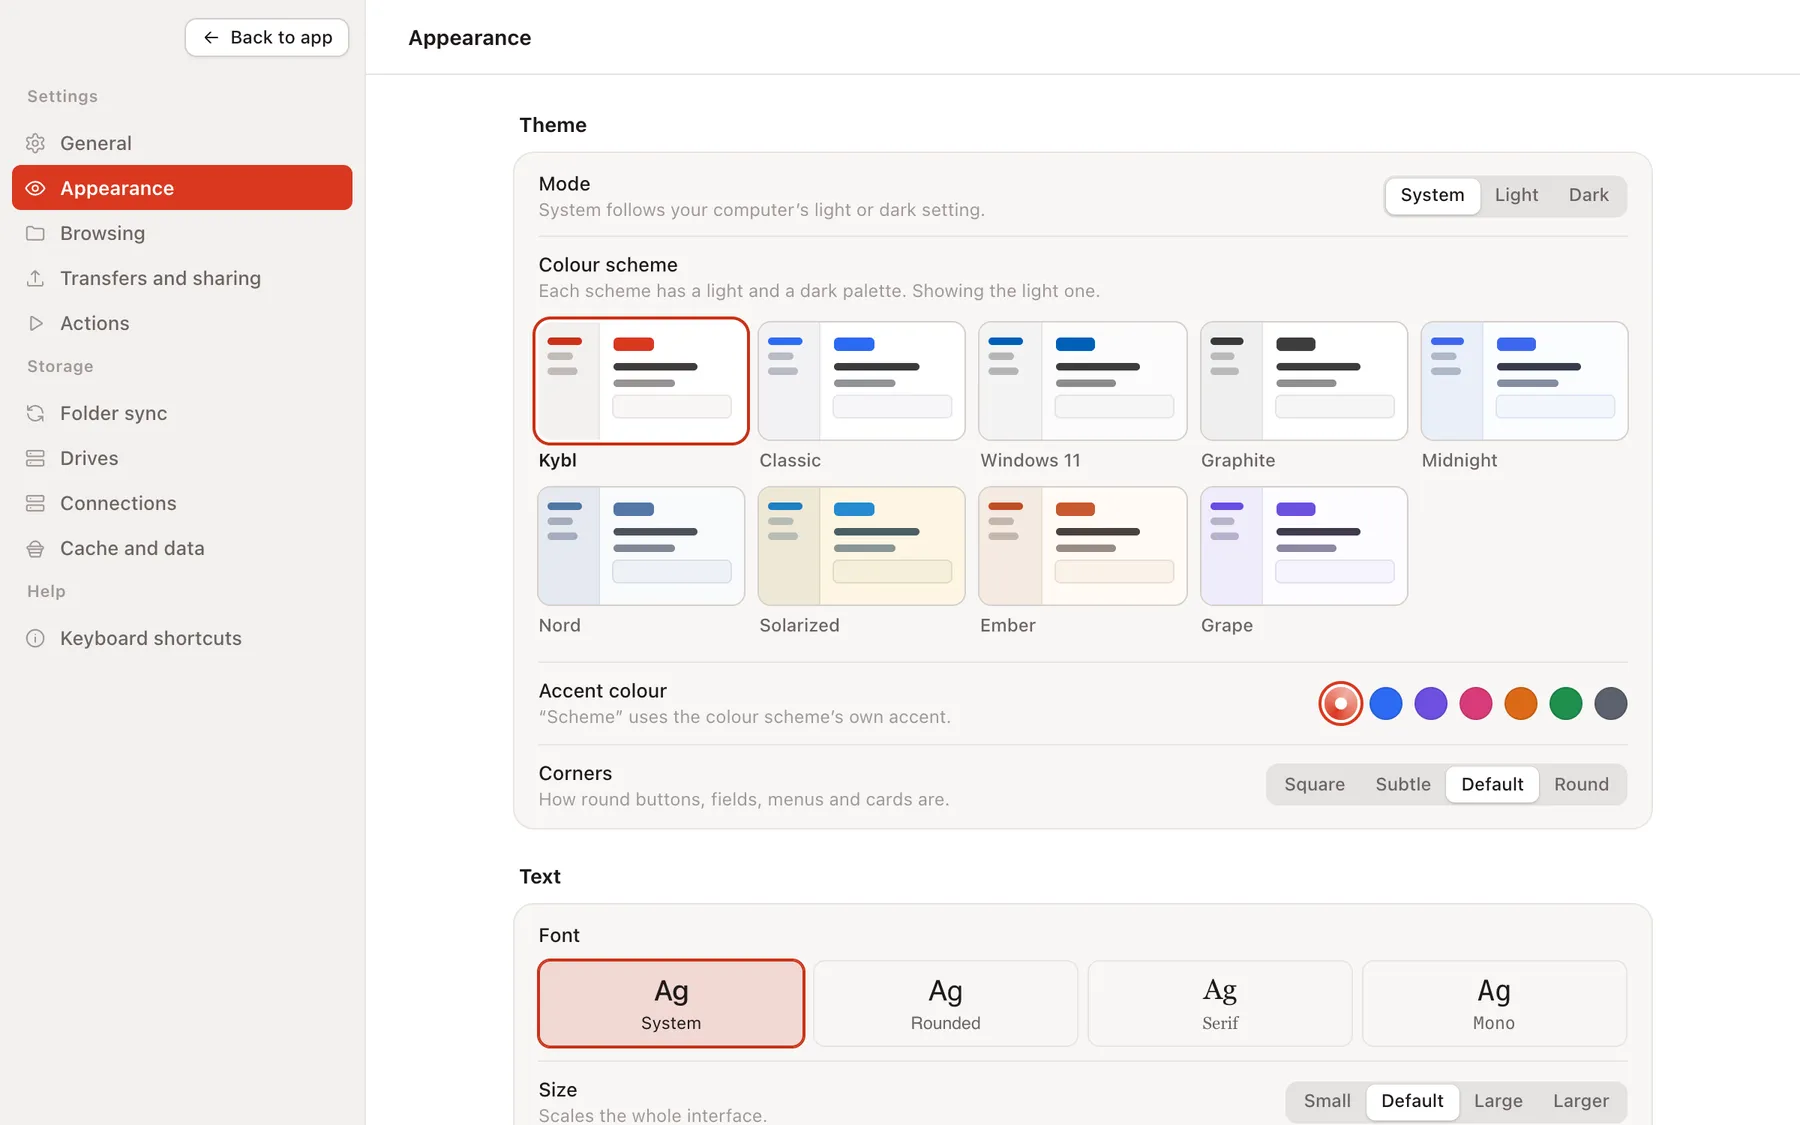 ← Back to app
Settings
General
Appearance
Browsing
Transfers and sharing
Actions
Storage
Folder sync
Drives
Connections
Cache and data
Help
Keyboard shortcuts
Appearance
Theme
Mode
System follows your computer’s light or dark setting.
System Light Dark
Colour scheme
Each scheme has a light and a dark palette. Showing the light one.
Kybl
Classic
Windows 11
Graphite
Midnight
Nord
Solarized
Ember
Grape
Accent colour
“Scheme” uses the colour scheme’s own accent.
Corners
How round buttons, fields, menus and cards are.
Square Subtle Default Round
Text
Font
Ag
System
Ag
Rounded
Ag
Serif
Ag
Mono
Size
Scales the whole interface.
Small Default Large Larger